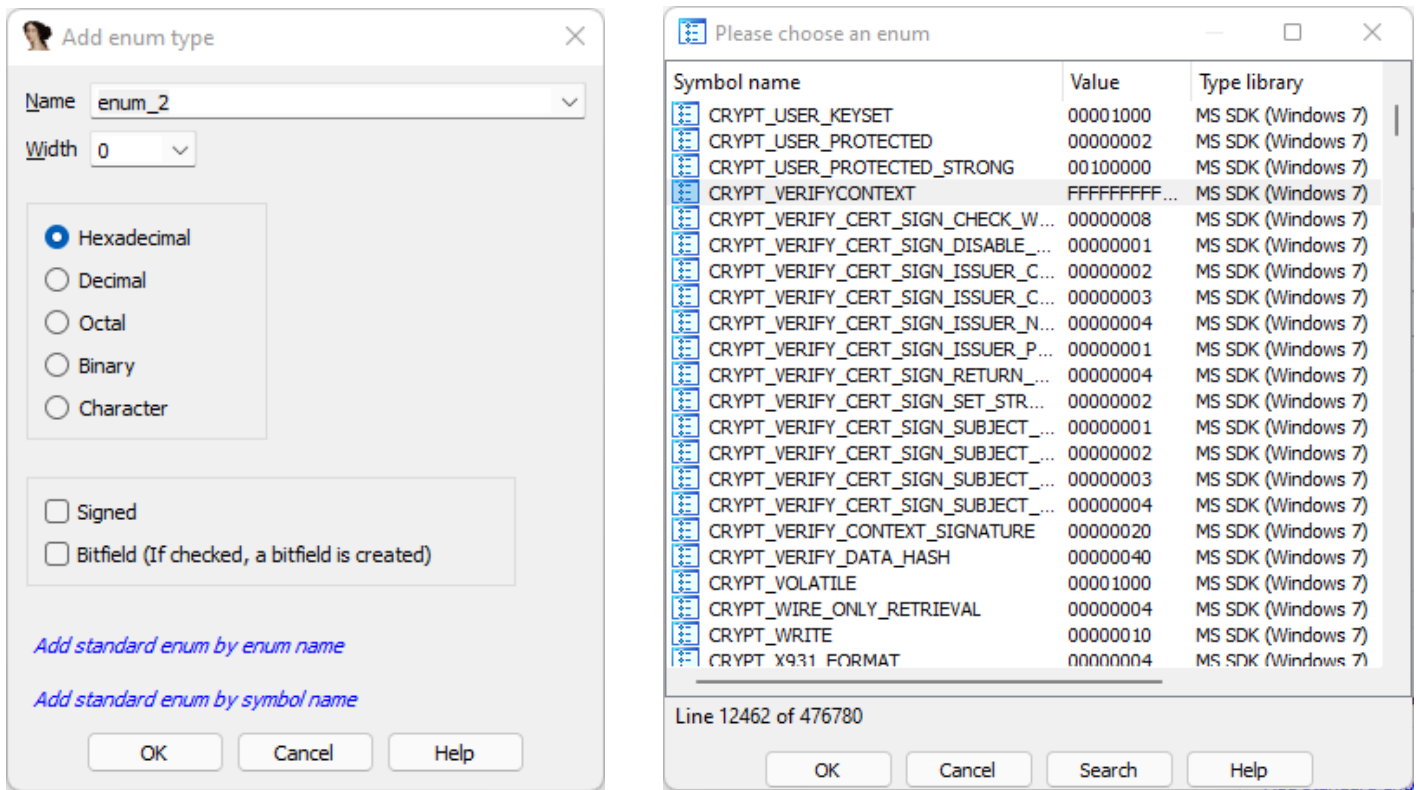 Add enum type
Name enum_2
Width 0
Hexadecimal
Decimal
Octal
Binary
Character
Signed
Bitfield (If checked, a bitfield is created)
Add standard enum by enum name
Add standard enum by symbol name
OK Cancel Help
Please choose an enum
Symbol name Value Type library
CRYPT_USER_KEYSET 00001000 MS SDK (Windows 7)
CRYPT_USER_PROTECTED 00000002 MS SDK (Windows 7)
CRYPT_USER_PROTECTED_STRONG 00100000 MS SDK (Windows 7)
CRYPT_VERIFYCONTEXT FFFFFFFFF... MS SDK (Windows 7)
CRYPT_VERIFY_CERT_SIGN_CHECK_W... 00000008 MS SDK (Windows 7)
CRYPT_VERIFY_CERT_SIGN_DISABLE_... 00000001 MS SDK (Windows 7)
CRYPT_VERIFY_CERT_SIGN_ISSUER_C... 00000002 MS SDK (Windows 7)
CRYPT_VERIFY_CERT_SIGN_ISSUER_C... 00000003 MS SDK (Windows 7)
CRYPT_VERIFY_CERT_SIGN_ISSUER_N... 00000004 MS SDK (Windows 7)
CRYPT_VERIFY_CERT_SIGN_ISSUER_P... 00000001 MS SDK (Windows 7)
CRYPT_VERIFY_CERT_SIGN_RETURN_... 00000004 MS SDK (Windows 7)
CRYPT_VERIFY_CERT_SIGN_SET_STR... 00000002 MS SDK (Windows 7)
CRYPT_VERIFY_CERT_SIGN_SUBJECT_... 00000001 MS SDK (Windows 7)
CRYPT_VERIFY_CERT_SIGN_SUBJECT_... 00000002 MS SDK (Windows 7)
CRYPT_VERIFY_CERT_SIGN_SUBJECT_... 00000003 MS SDK (Windows 7)
CRYPT_VERIFY_CERT_SIGN_SUBJECT_... 00000004 MS SDK (Windows 7)
CRYPT_VERIFY_CONTEXT_SIGNATURE 00000020 MS SDK (Windows 7)
CRYPT_VERIFY_DATA_HASH 00000040 MS SDK (Windows 7)
CRYPT_VOLATILE 00001000 MS SDK (Windows 7)
CRYPT_WIRE_ONLY_RETRIEVAL 00000004 MS SDK (Windows 7)
CRYPT_WRITE 00000010 MS SDK (Windows 7)
CRYPT_X931_FORMAT 00000004 MS SDK (Windows 7)
Line 12462 of 476780
OK Cancel Search Help